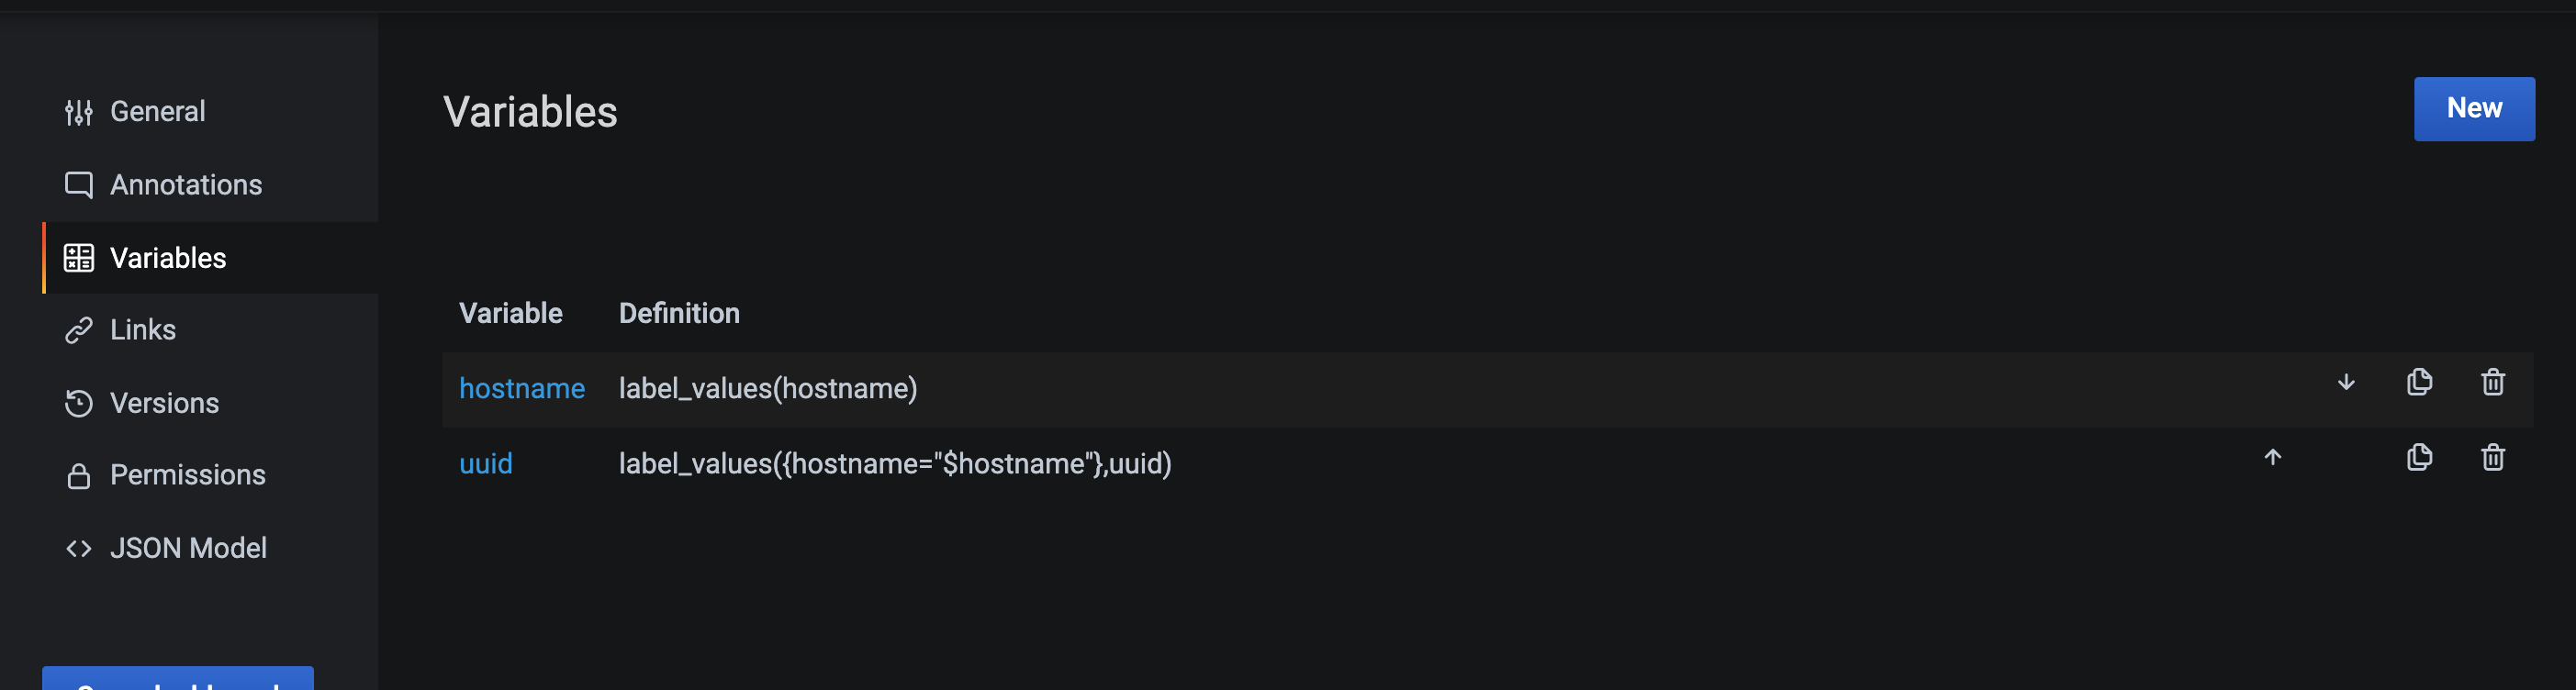 General
Annotations
Variables
Links
Versions
Permissions
JSON Model
Variables
New
Variable Definition
hostname label_values(hostname)
uuid label_values({hostname="$hostname"},uuid)